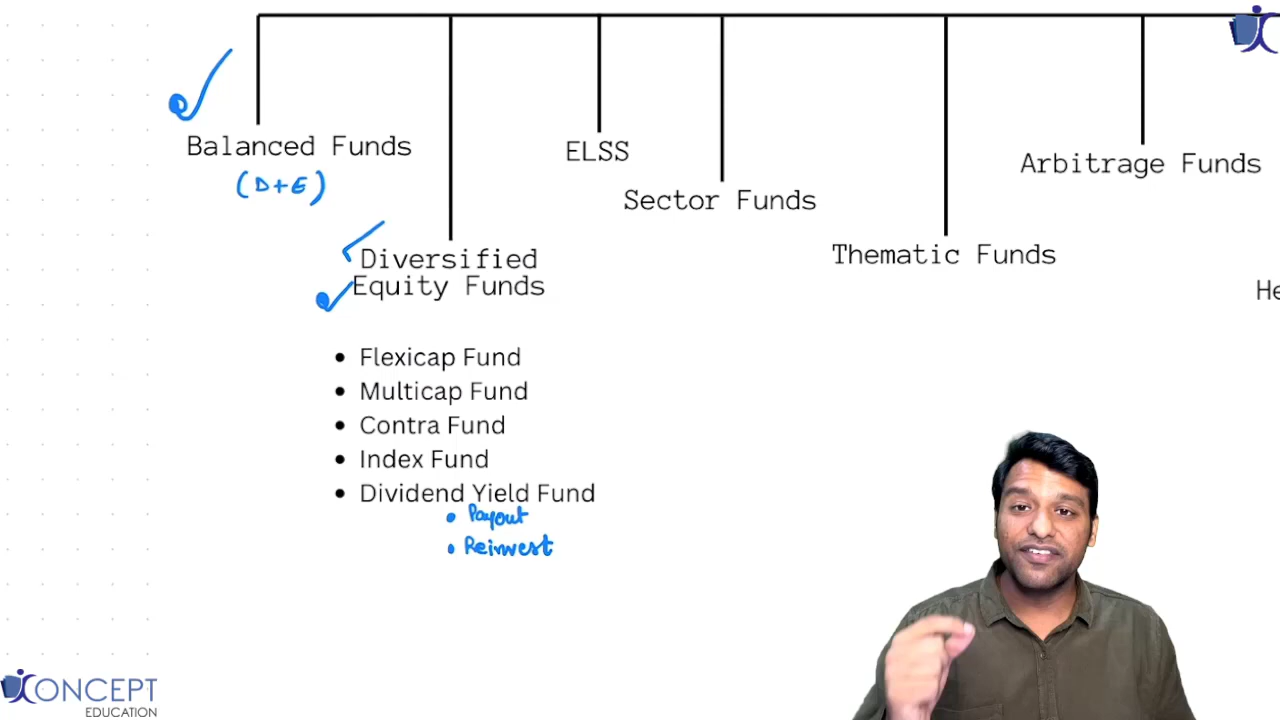 Balanced Funds
(D+E)
ELSS
Sector Funds
Arbitrage Funds
Diversified
Equity Funds
Thematic Funds
He
Flexicap Fund
Multicap Fund
Contra Fund
Index Fund
Dividend Yield Fund
Payout
Reinvest
CONCEPT
EDUCATION